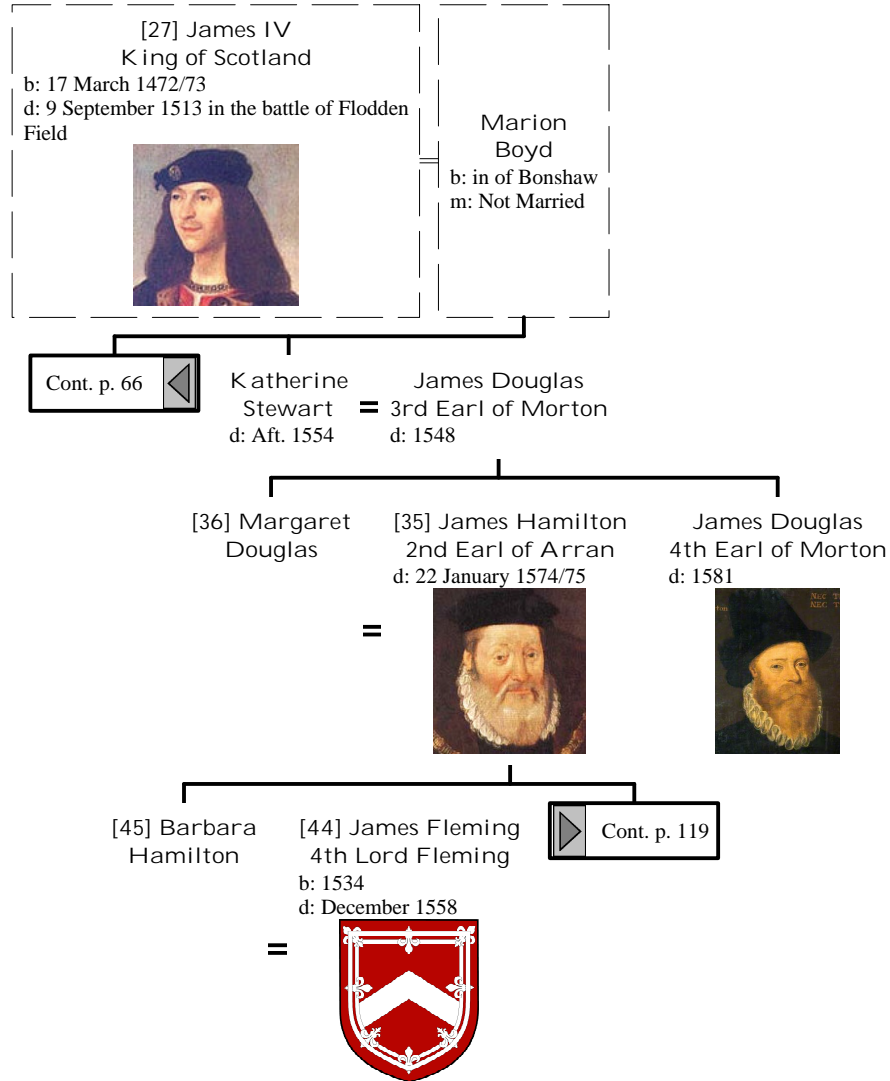 [27] James IV
King of Scotland
b: 17 March 1472/73
d: 9 September 1513 in the battle of Flodden
Field
Marion
Boyd
b: in of Bonshaw
m: Not Married
=
Cont. p. 66
Katherine
Stewart
d: Aft. 1554
=
James Douglas
3rd Earl of Morton
d: 1548
[36] Margaret
Douglas
=
[35] James Hamilton
2nd Earl of Arran
d: 22 January 1574/75
James Douglas
4th Earl of Morton
d: 1581
[45] Barbara
Hamilton
=
[44] James Fleming
4th Lord Fleming
b: 1534
d: December 1558
Cont. p. 119